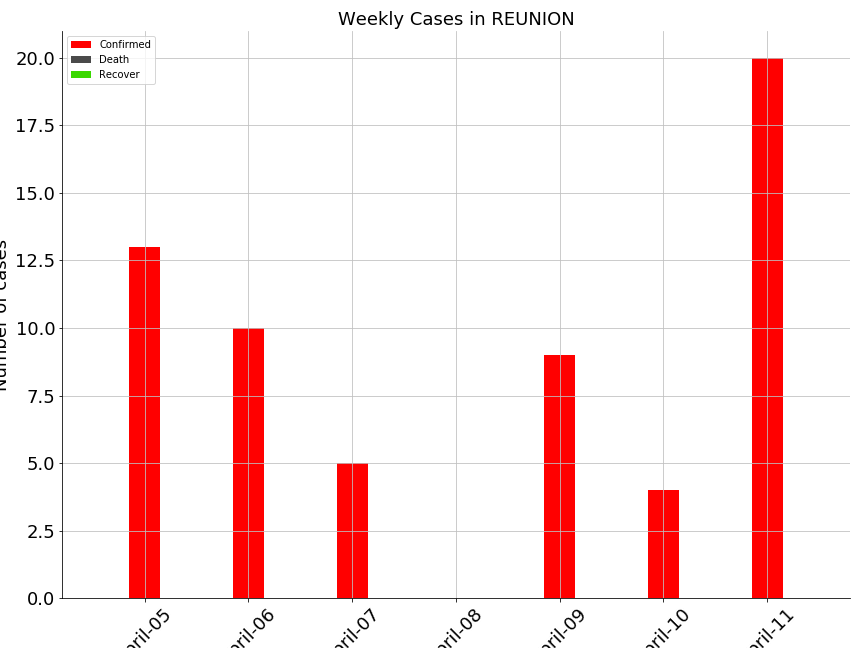 Weekly Cases in REUNION
Confirmed
Death
Recover
20.0
17.5
15.0
12.5
10.0
7.5
5.0
2.5
0.0
Number of cases
pril-05
pril-06
pril-07
pril-08
pril-09
pril-10
pril-11